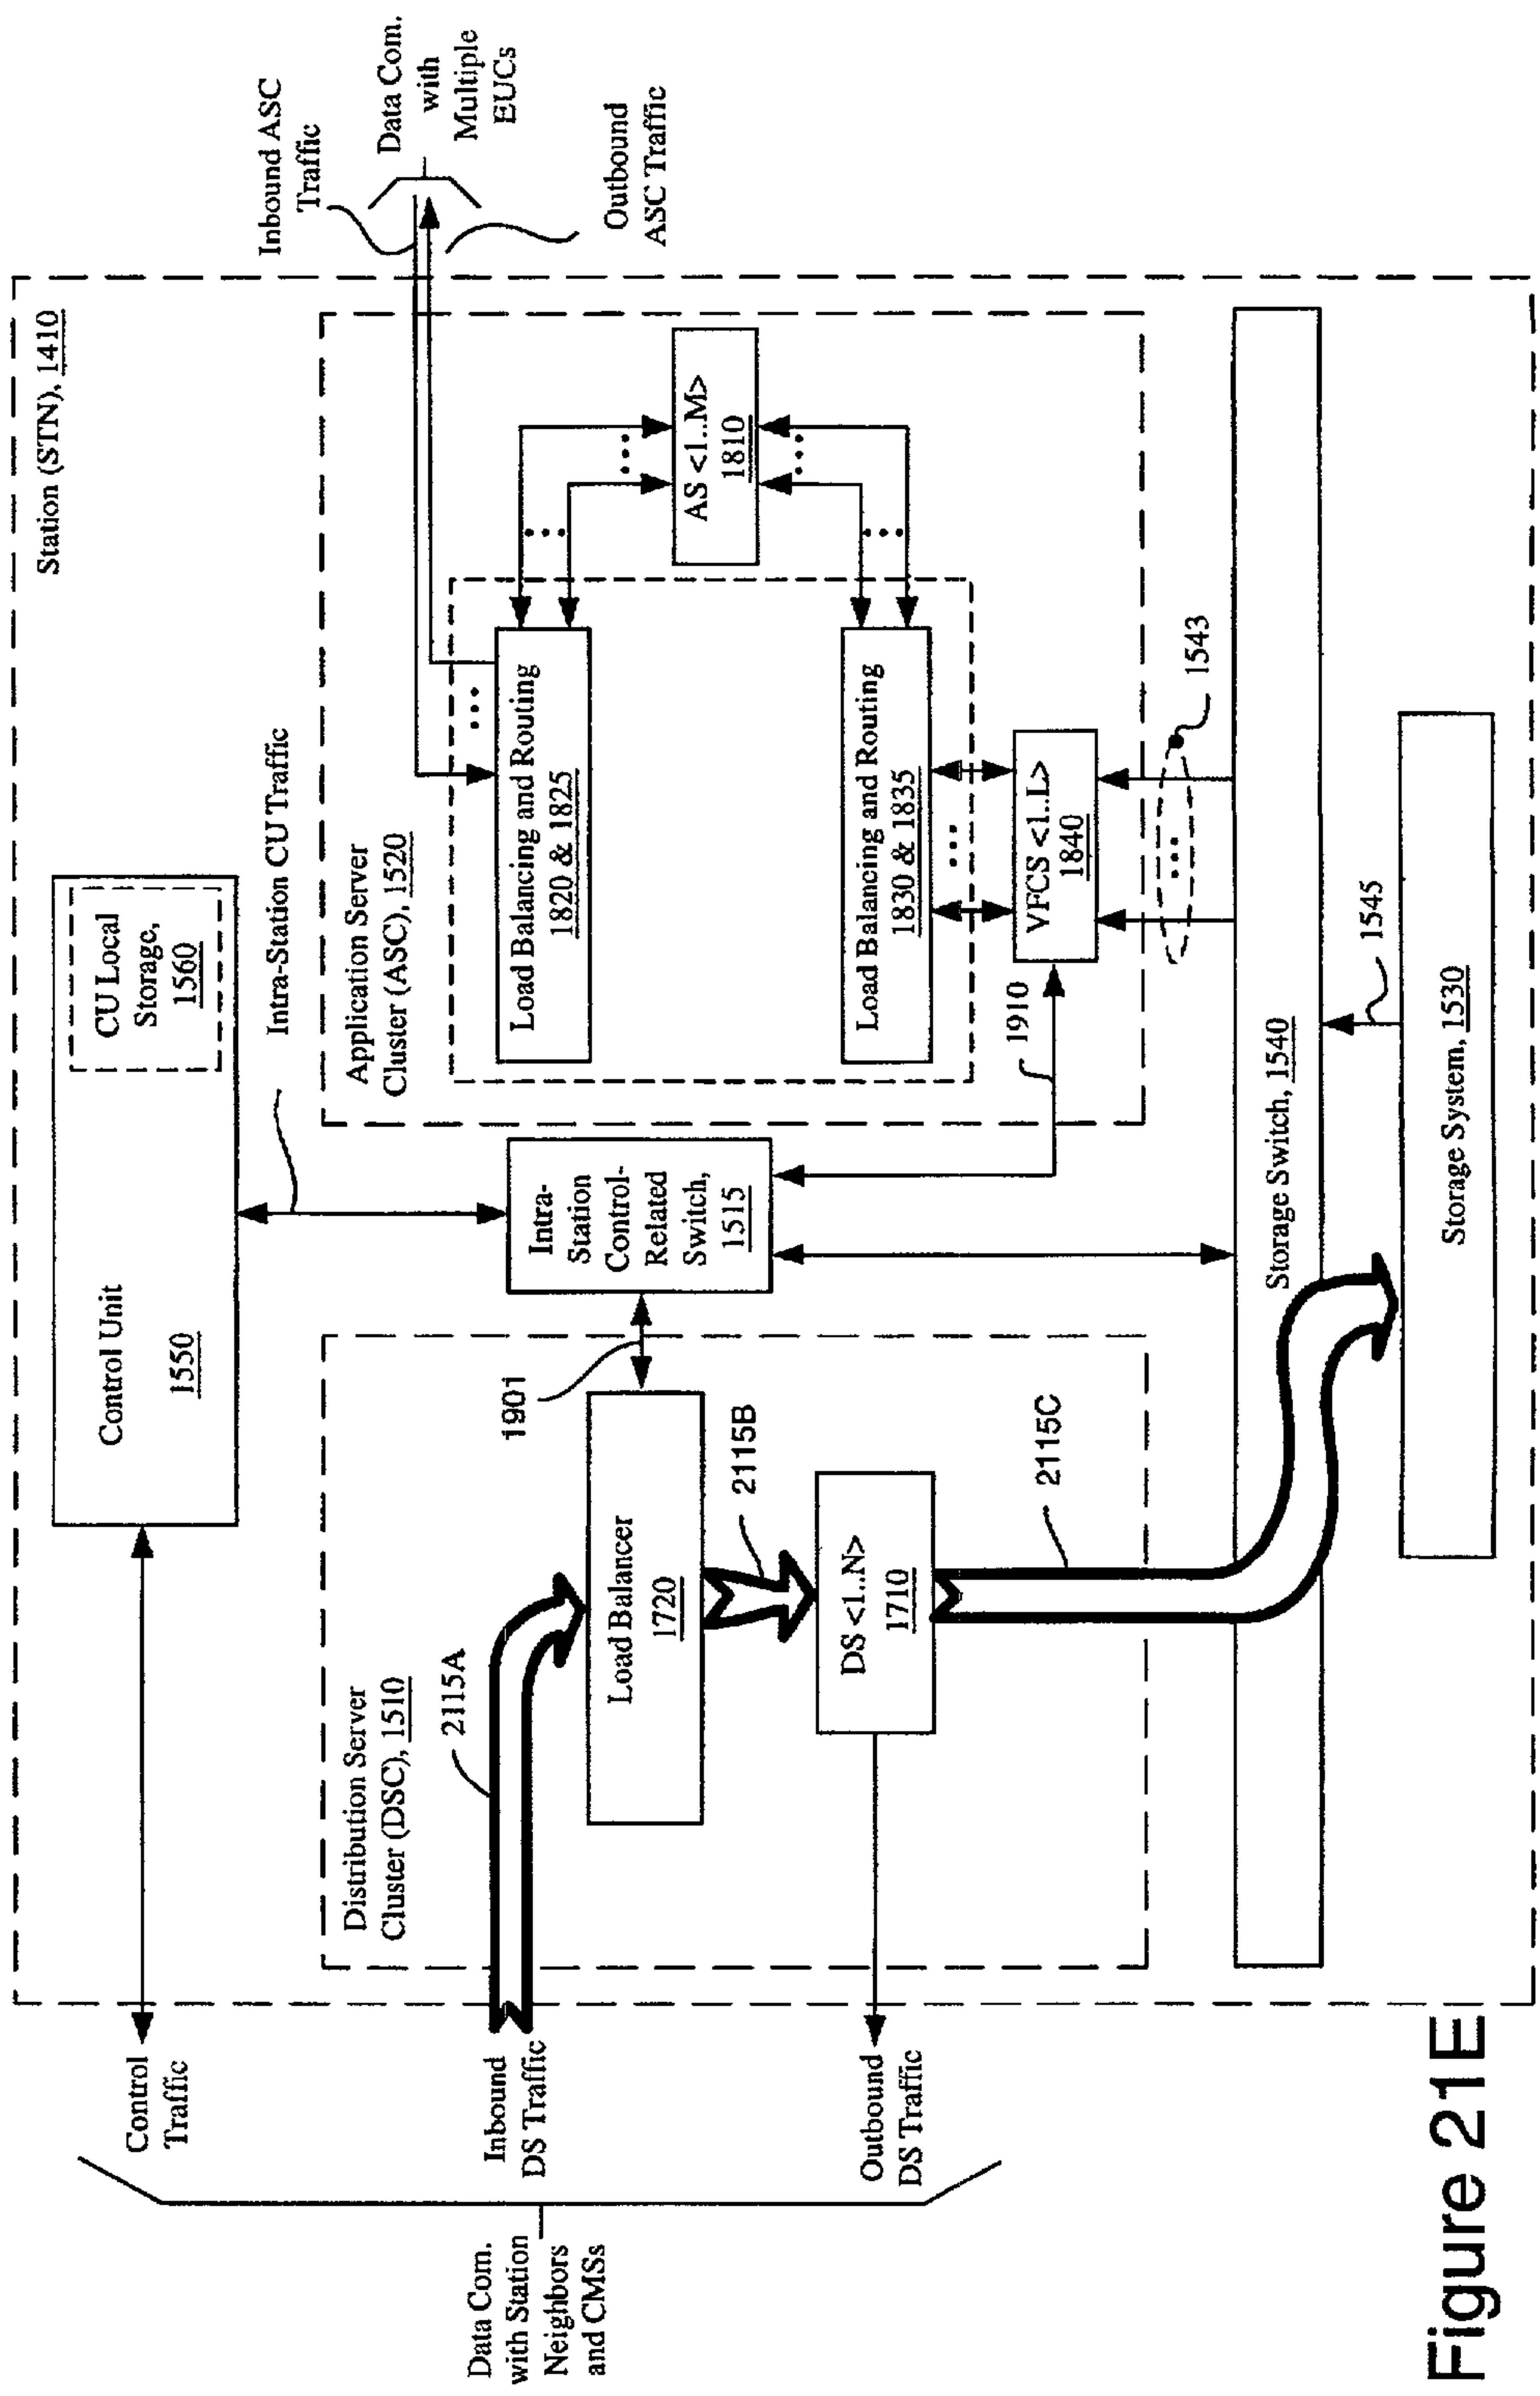 Station (STN), 1410
Control Unit
1550
CU Local
Storage,
1560
Control
Traffic
Intra-Station CU Traffic
Inbound ASC
Traffic
Data Com.
with
Multiple
EUCs
Outbound
ASC Traffic
Data Com.
with Station
Neighbors
and CMSs
Inbound
DS Traffic
Outbound
DS Traffic
Distribution Server
Cluster (DSC), 1510
2115A
Load Balancer
1720
1901
2115B
DS <1..N>
1710
2115C
Intra-
Station
Control-
Related
Switch,
1515
Application Server
Cluster (ASC), 1520
Load Balancing and Routing
1820 & 1825
...
...
...
AS <1..M>
1810
...
...
Load Balancing and Routing
1830 & 1835
...
VFCS <1..L>
1840
1910
...
1543
Storage Switch, 1540
1545
Storage System, 1530
Figure 21E